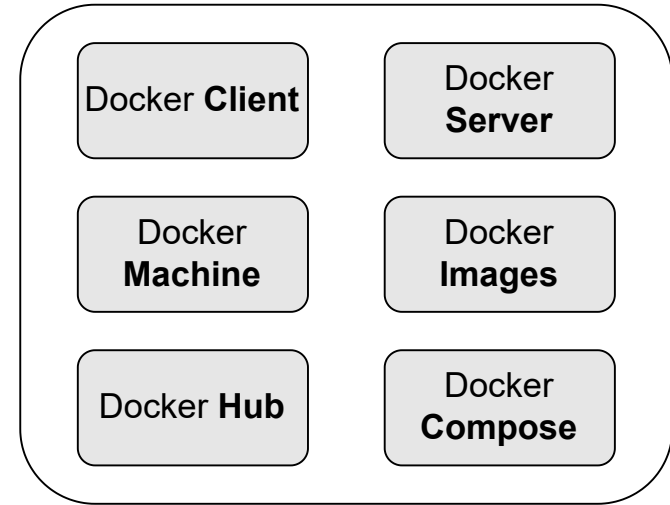 Docker Client
Docker
Server
Docker
Machine
Docker
Images
Docker Hub
Docker
Compose